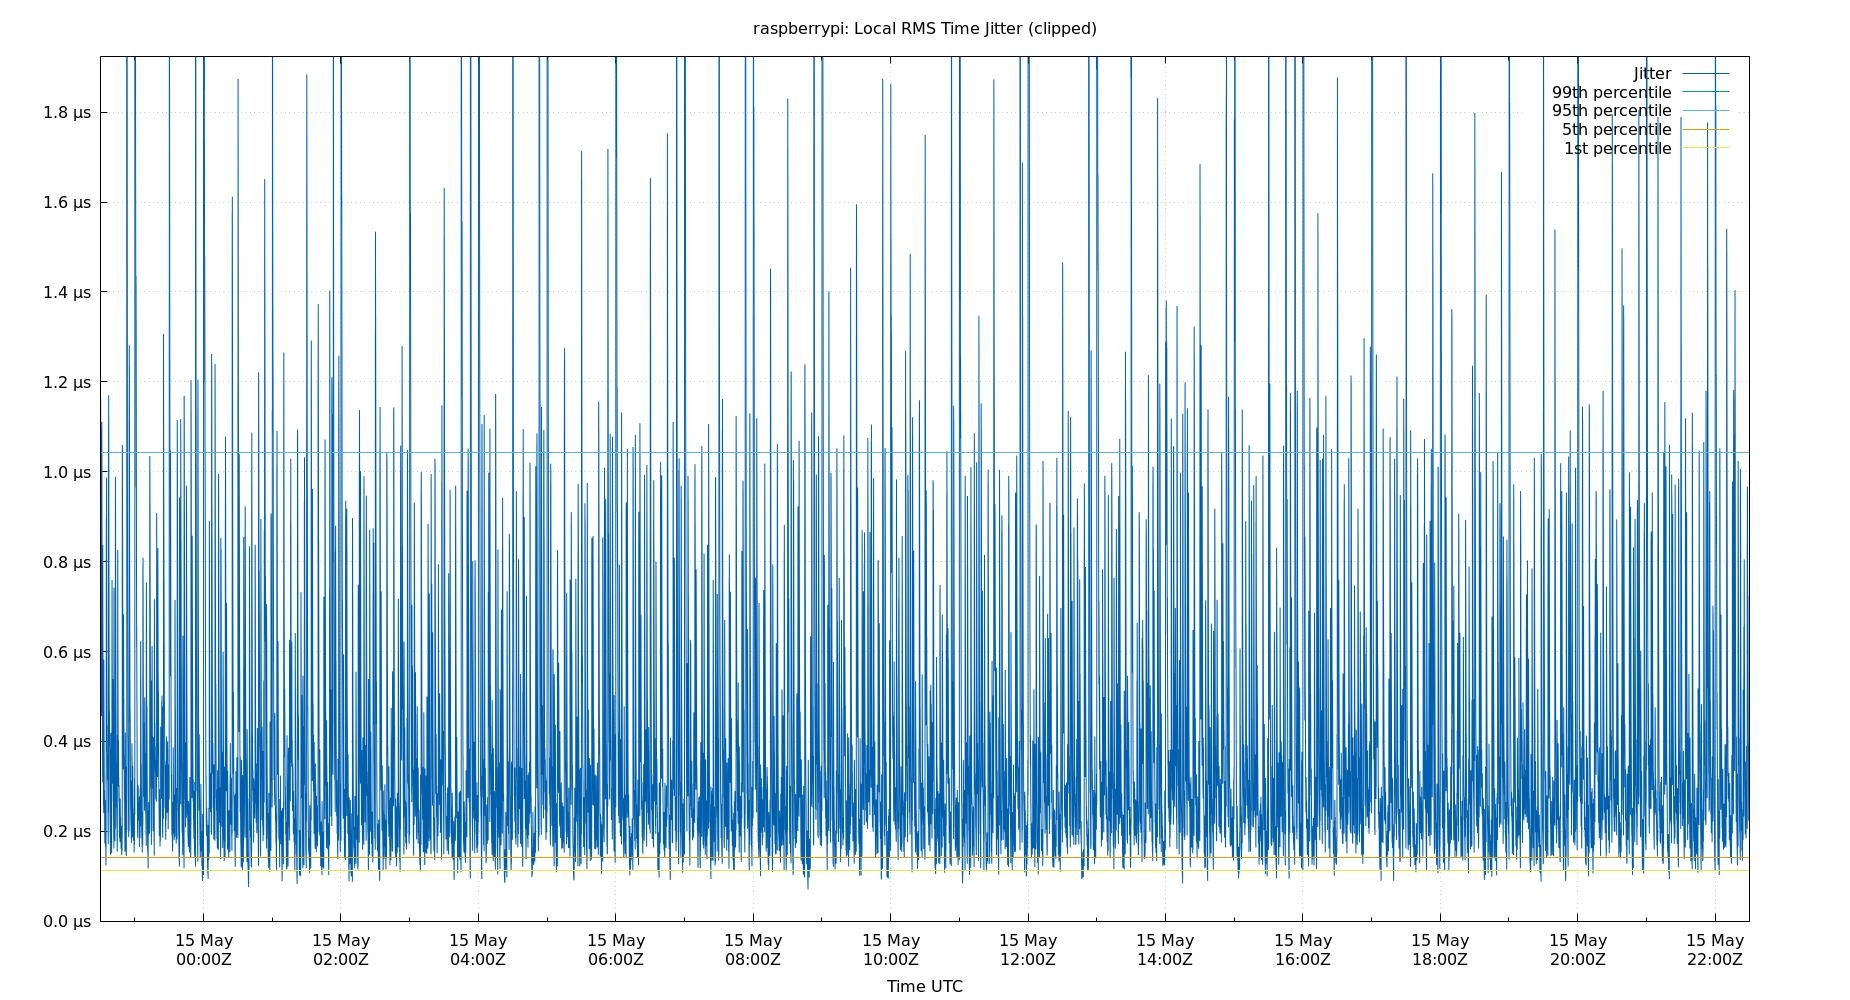 raspberrypi: Local RMS Time Jitter (clipped)
Jitter
99th percentile
95th percentile
5th percentile
1st percentile
1.8 µs
1.6 µs
1.4 µs
1.2 µs
1.0 µs
0.8 µs
0.6 µs
0.4 µs
0.2 µs
0.0 µs
15 May 15 May 15 May 15 May 15 May 15 May 15 May 15 May 15 May 15 May 15 May 15 May
00:00Z 02:00Z 04:00Z 06:00Z 08:00Z 10:00Z 12:00Z 14:00Z 16:00Z 18:00Z 20:00Z 22:00Z
Time UTC